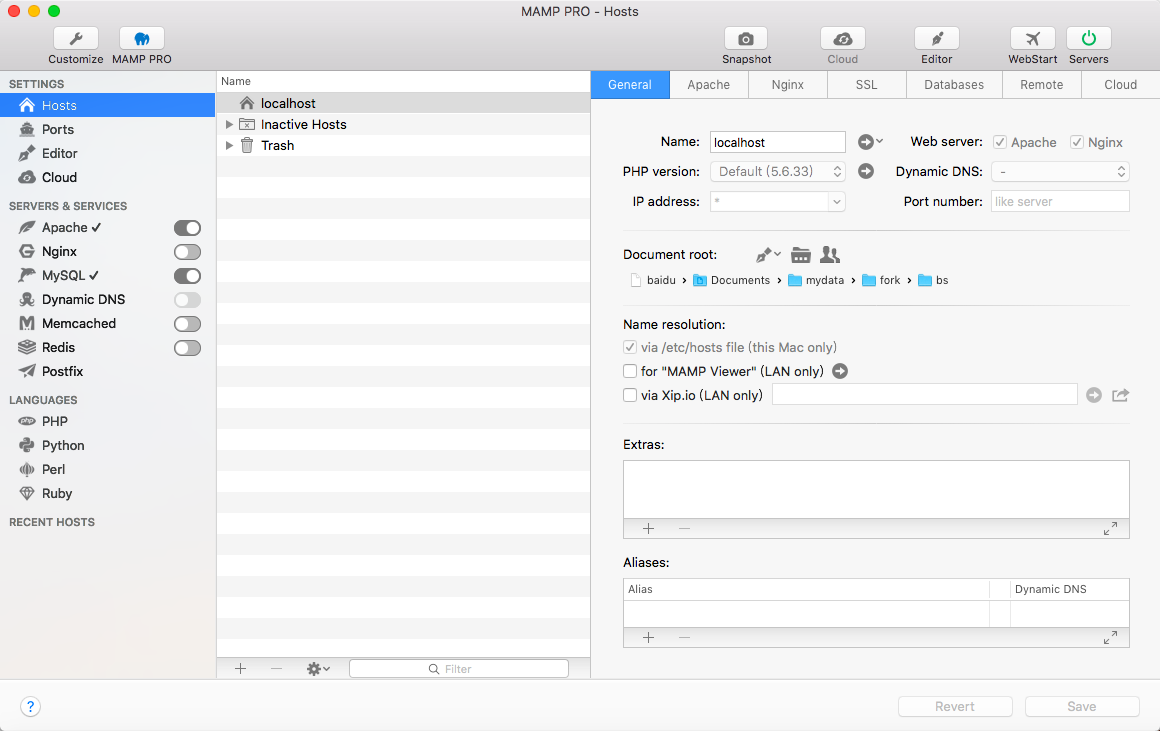 MAMP PRO - Hosts
Customize MAMP PRO Snapshot Cloud Editor WebStart Servers
SETTINGS
Hosts
Ports
Editor
Cloud
SERVERS & SERVICES
Apache ✓
Nginx
MySQL ✓
Dynamic DNS
Memcached
Redis
Postfix
LANGUAGES
PHP
Python
Perl
Ruby
RECENT HOSTS
Name
localhost
Inactive Hosts
Trash
Filter
General Apache Nginx SSL Databases Remote Cloud
Name: localhost Web server: Apache Nginx
PHP version: Default (5.6.33) Dynamic DNS: -
IP address: * Port number: like server
Document root:
baidu › Documents › mydata › fork › bs
Name resolution:
via /etc/hosts file (this Mac only)
for "MAMP Viewer" (LAN only)
via Xip.io (LAN only)
Extras:
Aliases:
Alias Dynamic DNS
? Revert Save